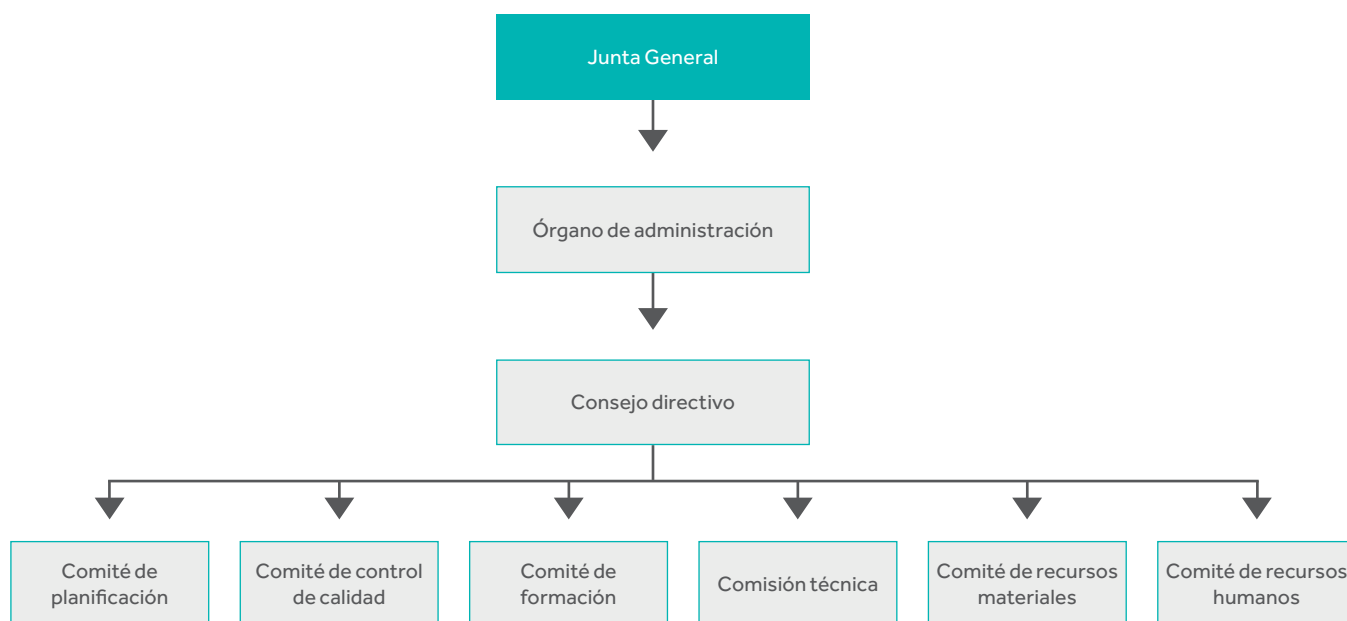 Junta General
Órgano de administración
Consejo directivo
Comité de
planificación
Comité de control
de calidad
Comité de
formación
Comisión técnica
Comité de recursos
materiales
Comité de recursos
humanos